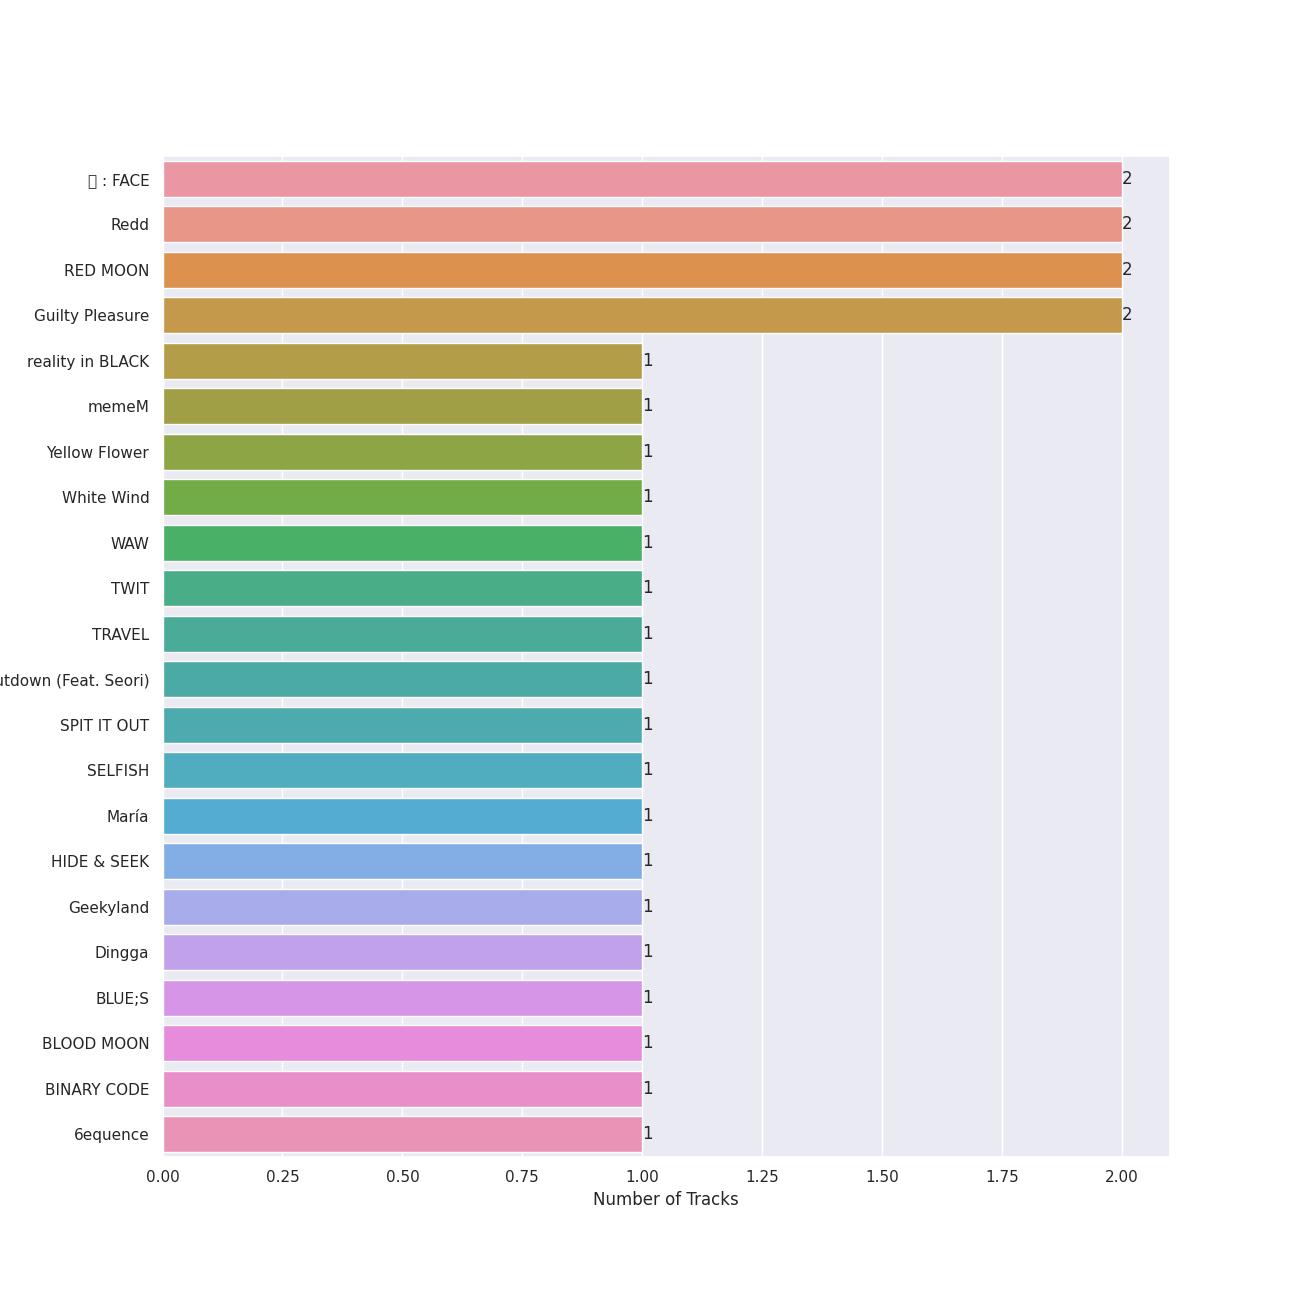 : FACE 2
Redd 2
RED MOON 2
Guilty Pleasure 2
reality in BLACK 1
memeM 1
Yellow Flower 1
White Wind 1
WAW 1
TWIT 1
TRAVEL 1
utdown (Feat. Seori) 1
SPIT IT OUT 1
SELFISH 1
María 1
HIDE & SEEK 1
Geekyland 1
Dingga 1
BLUE;S 1
BLOOD MOON 1
BINARY CODE 1
6equence 1
0.00 0.25 0.50 0.75 1.00 1.25 1.50 1.75 2.00
Number of Tracks